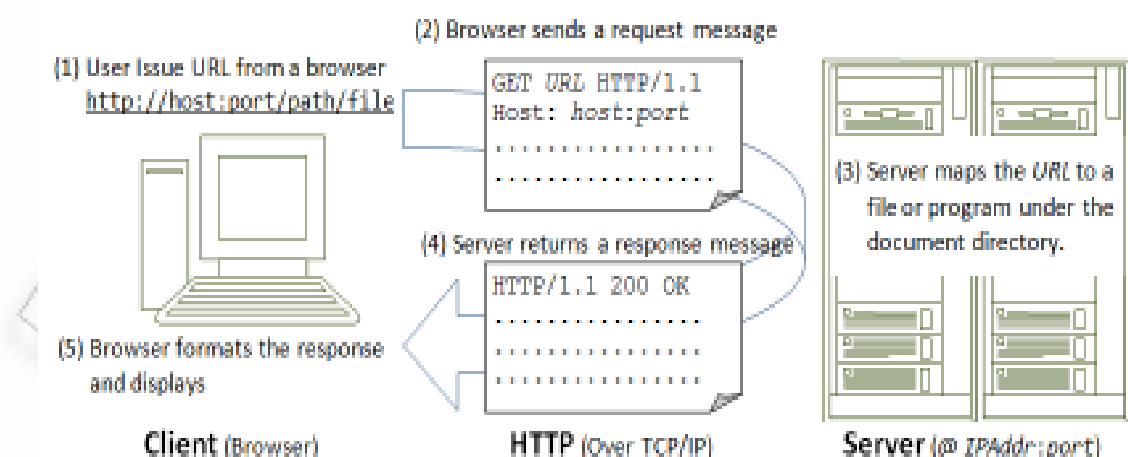 (2) Browser sends a request message
(1) User Issue URL from a browser
http://host:port/path/file
GET URL HTTP/1.1
Host: host:port
. . . . . . . . . . . . . . . .
. . . . . . . . . . . . . . . .
(3) Server maps the URL to a
file or program under the
document directory.
(4) Server returns a response message
HTTP/1.1 200 OK
. . . . . . . . . . . . . . .
. . . . . . . . . . . . . . .
. . . . . . . . . . . . . . .
(5) Browser formats the response
and displays
Client (Browser)
HTTP (Over TCP/IP)
Server (@ IPAddr:port)